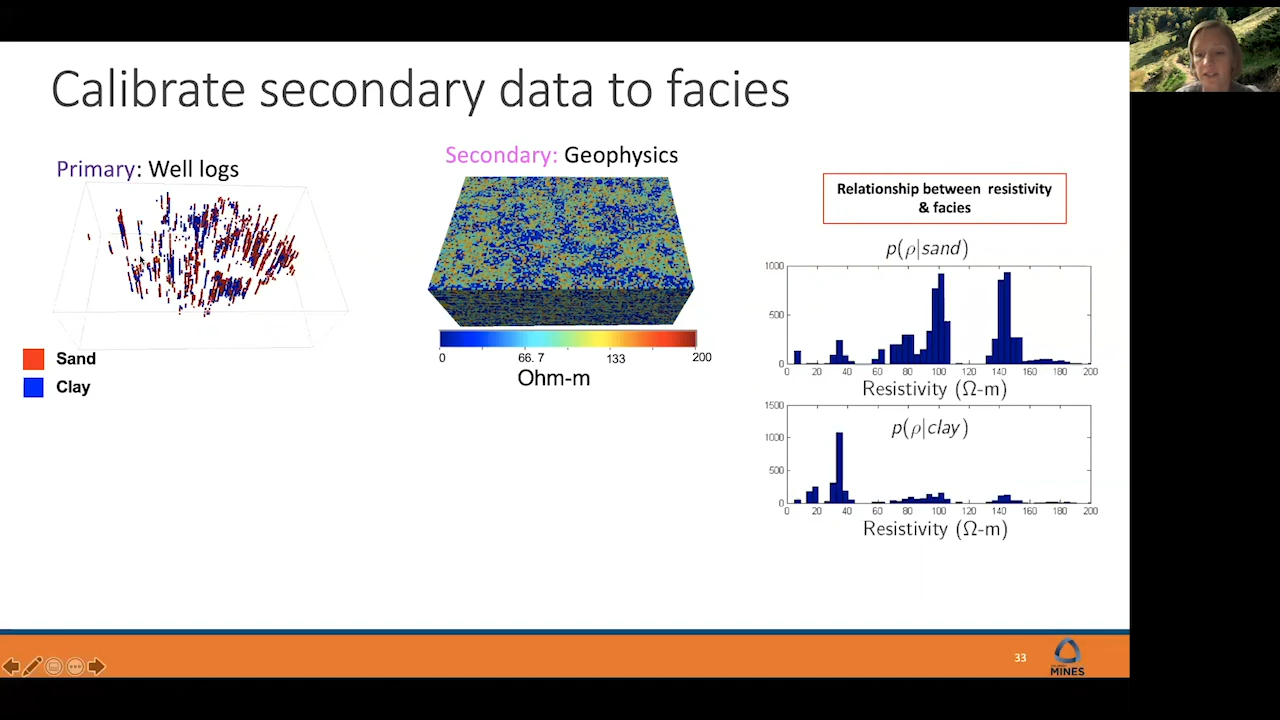 Calibrate secondary data to facies
Primary: Well logs
Secondary: Geophysics
Sand
Clay
0 66. 7 133 200
Ohm-m
Relationship between resistivity
& facies
p(ρ|sand)
1000
500
0
0 20 40 60 80 100 120 140 160 180 200
Resistivity (Ω-m)
p(ρ|clay)
1500
1000
500
0
0 20 40 60 80 100 120 140 160 180 200
Resistivity (Ω-m)
33
MINES